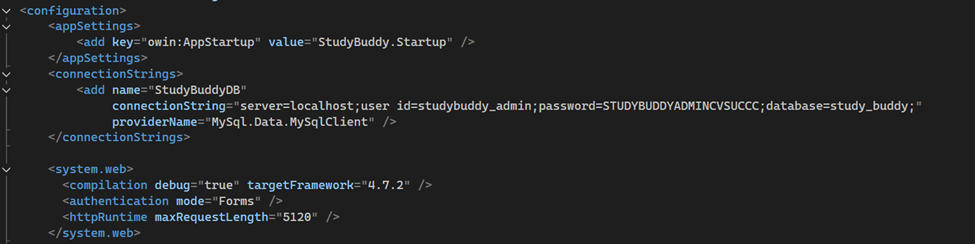 <configuration>
<appSettings>
<add key="owin:AppStartup" value="StudyBuddy.Startup" />
</appSettings>
<connectionStrings>
<add name="StudyBuddyDB"
connectionString="server=localhost;user id=studybuddy_admin;password=STUDYBUDDYADMINCVSUCCC;database=study_buddy;"
providerName="MySql.Data.MySqlClient" />
</connectionStrings>
<system.web>
<compilation debug="true" targetFramework="4.7.2" />
<authentication mode="Forms" />
<httpRuntime maxRequestLength="5120" />
</system.web>